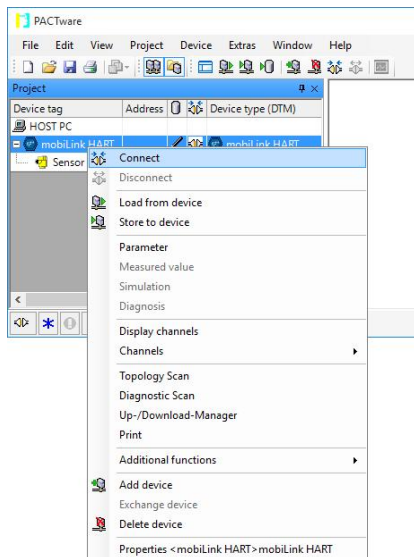 PACTware
File Edit View Project Device Extras Window Help
Project
Device tag Address Device type (DTM)
HOST PC
mobiLink HART mobiLink HART
Sensor
Connect
Disconnect
Load from device
Store to device
Parameter
Measured value
Simulation
Diagnosis
Display channels
Channels
Topology Scan
Diagnostic Scan
Up-/Download-Manager
Print
Additional functions
Add device
Exchange device
Delete device
Properties <mobiLink HART>mobiLink HART